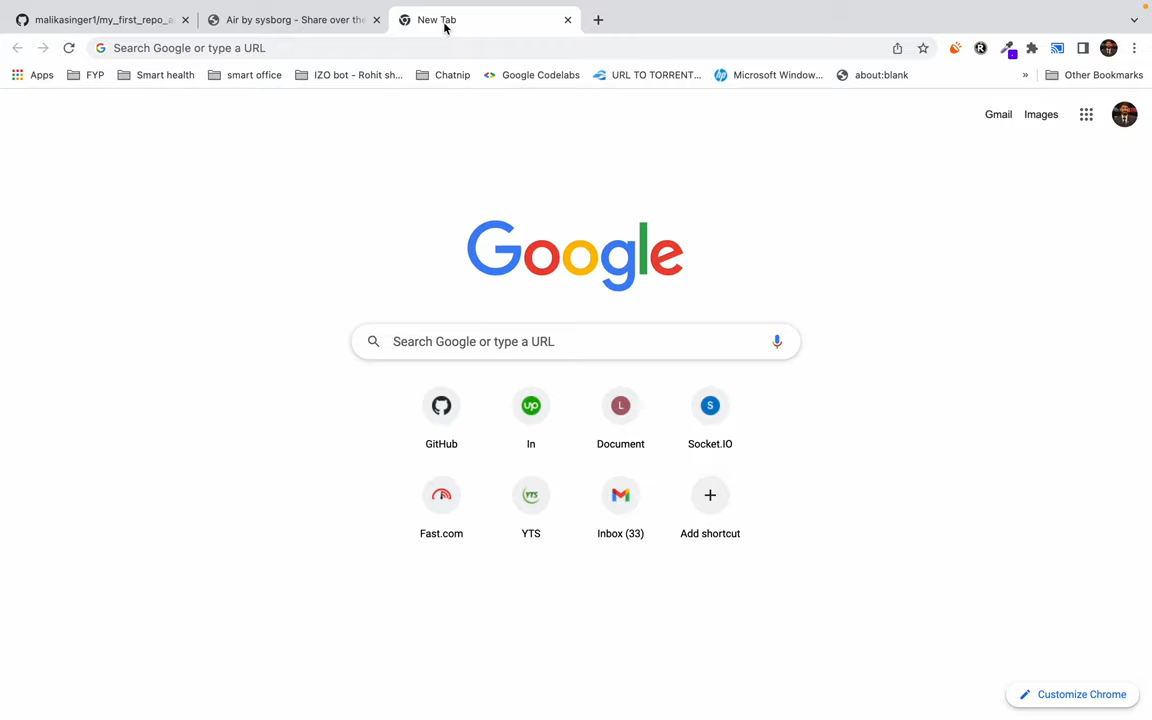 malikasinger1/my_first_repo_a
Air by sysborg - Share over the
New Tab
Search Google or type a URL
Apps
FYP
Smart health
smart office
IZO bot - Rohit sh...
Chatnip
Google Codelabs
URL TO TORRENT...
Microsoft Window...
about:blank
»
Other Bookmarks
Gmail
Images
Google
Search Google or type a URL
GitHub
In
Document
Socket.IO
Fast.com
YTS
Inbox (33)
Add shortcut
Customize Chrome